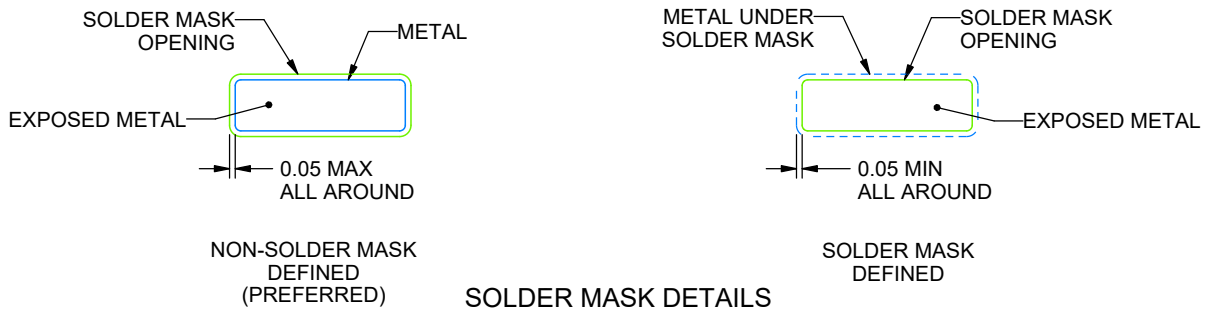 SOLDER MASK
OPENING
METAL
EXPOSED METAL
0.05 MAX
ALL AROUND
NON-SOLDER MASK
DEFINED
(PREFERRED)
METAL UNDER
SOLDER MASK
SOLDER MASK
OPENING
EXPOSED METAL
0.05 MIN
ALL AROUND
SOLDER MASK
DEFINED
SOLDER MASK DETAILS